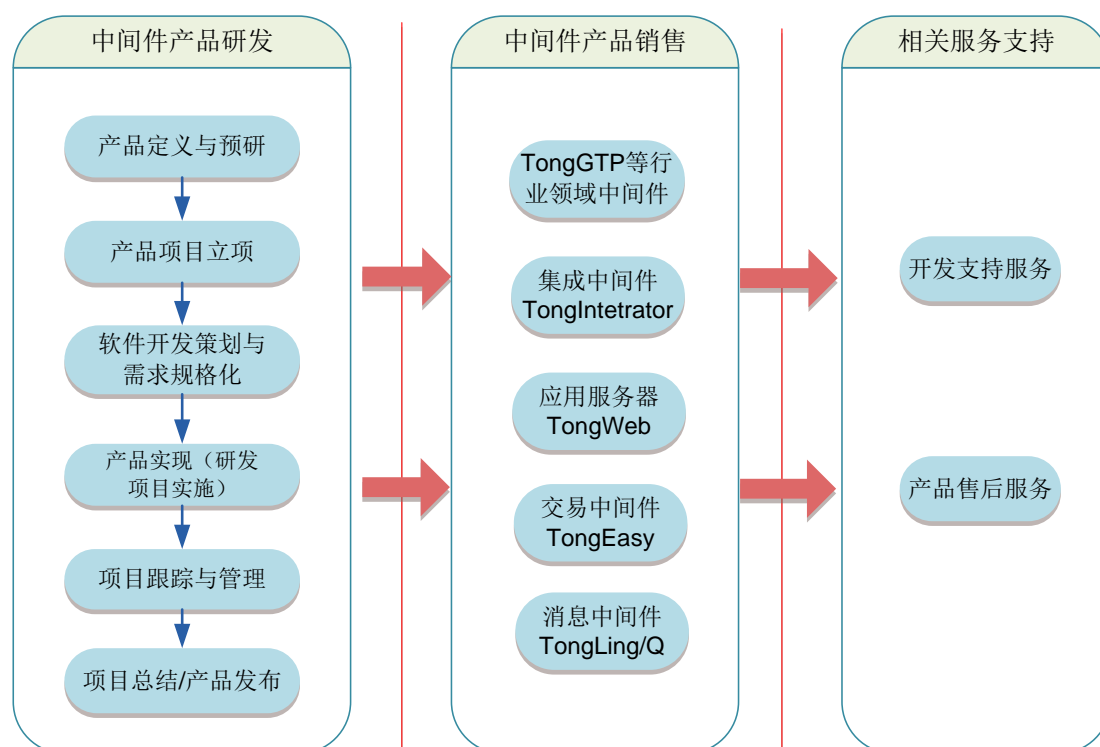 中间件产品研发
产品定义与预研
产品项目立项
软件开发策划与
需求规格化
产品实现（研发
项目实施）
项目跟踪与管理
项目总结/产品发布
中间件产品销售
TongGTP等行
业领域中间件
集成中间件
TongIntetrator
应用服务器
TongWeb
交易中间件
TongEasy
消息中间件
TongLing/Q
相关服务支持
开发支持服务
产品售后服务